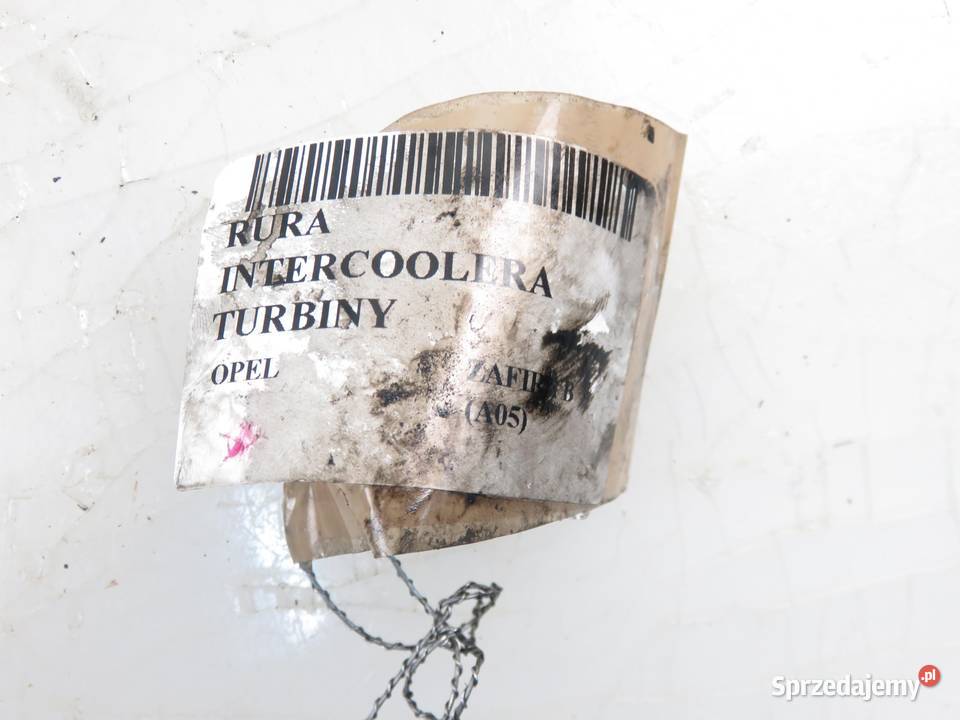 RURA
INTERCOOLERA
TURBINY
OPEL
ZAFIRA B
(A05)
Sprzedajemy.pl